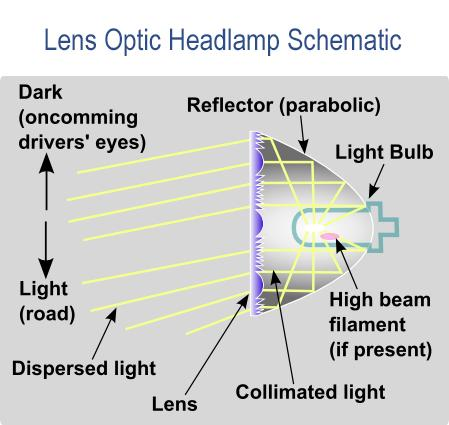 Lens Optic Headlamp Schematic
Dark
(oncomming
drivers' eyes)
Reflector (parabolic)
Light Bulb
Light
(road)
High beam
filament
(if present)
Dispersed light
Collimated light
Lens